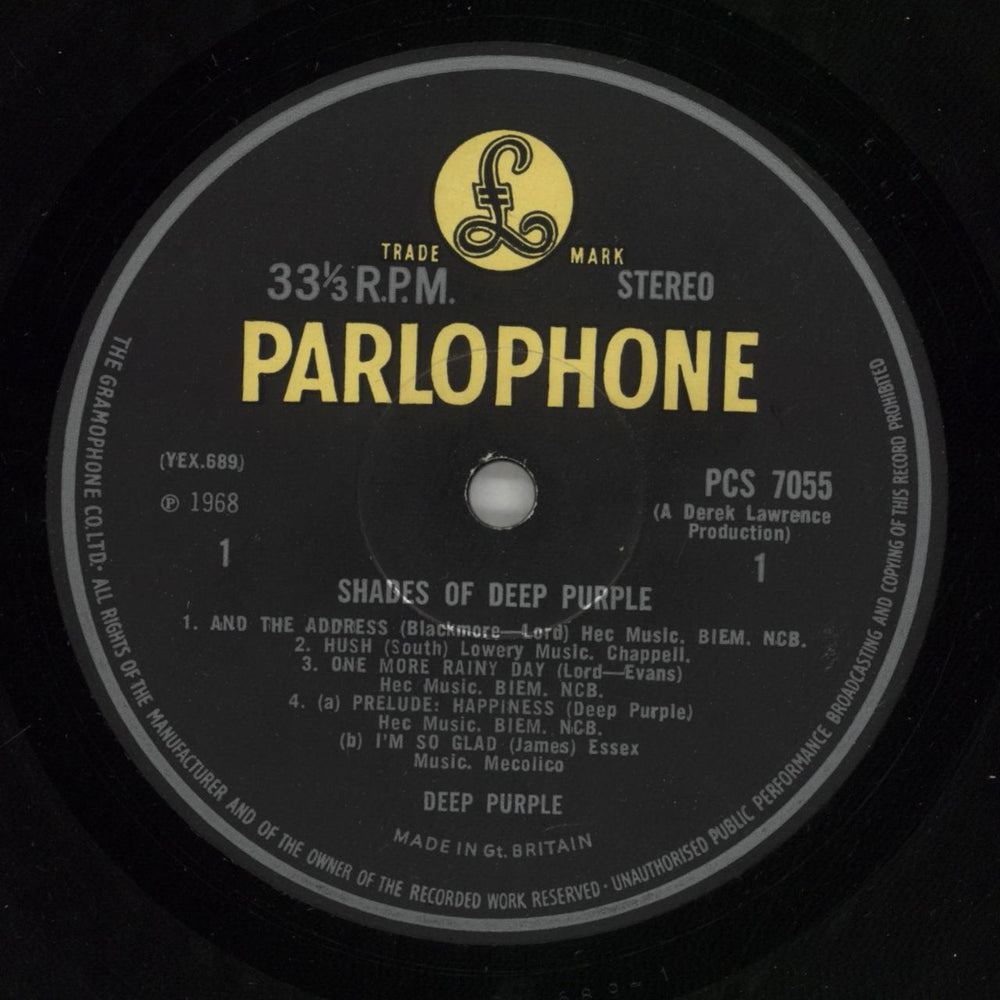 £
TRADE MARK
33⅓ R.P.M. STEREO
PARLOPHONE
(YEX.689)
℗ 1968
1
PCS 7055
(A Derek Lawrence
Production)
1
SHADES OF DEEP PURPLE
1. AND THE ADDRESS (Blackmore—Lord) Hec Music. BIEM. NCB.
2. HUSH (South) Lowery Music. Chappell.
3. ONE MORE RAINY DAY (Lord—Evans)
Hec Music. BIEM. NCB.
4. (a) PRELUDE: HAPPINESS (Deep Purple)
Hec Music. BIEM. NCB.
(b) I'M SO GLAD (James) Essex
Music. Mecolico
DEEP PURPLE
MADE IN Gt. BRITAIN
THE GRAMOPHONE CO. LTD. · ALL RIGHTS OF THE MANUFACTURER AND OF THE OWNER OF THE RECORDED WORK RESERVED · UNAUTHORISED PUBLIC PERFORMANCE BROADCASTING AND COPYING OF THIS RECORD PROHIBITED